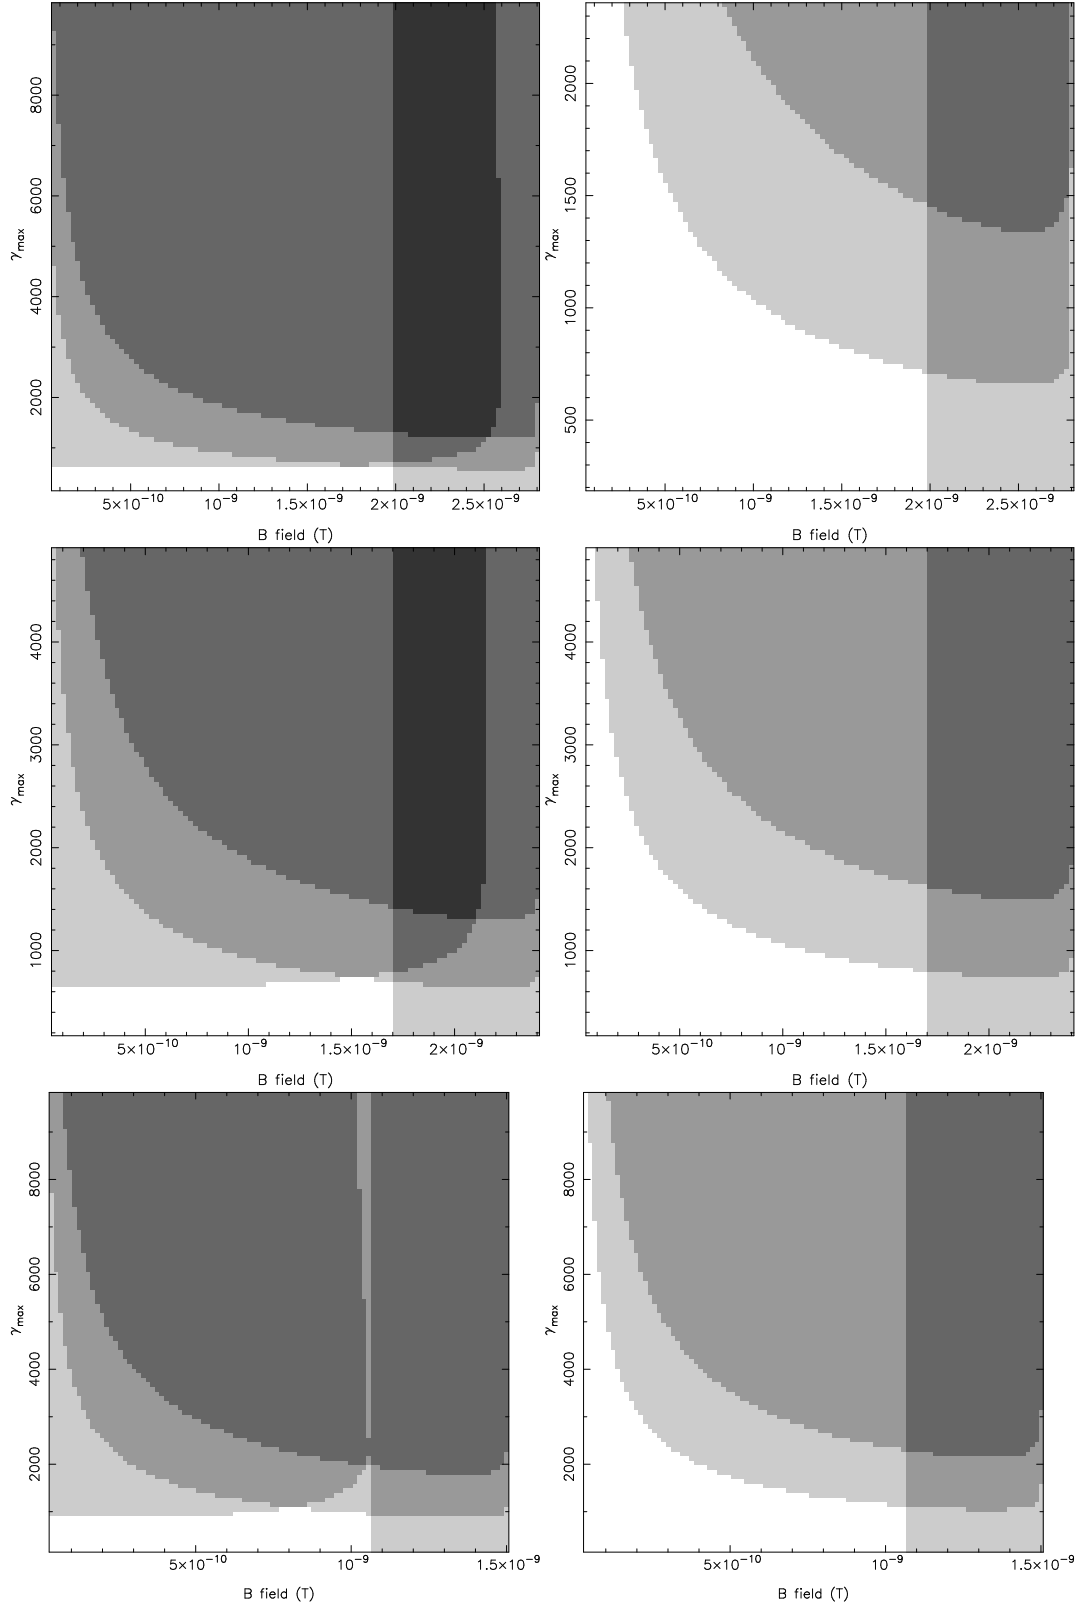 8000
6000
4000
2000
γmax
5×10⁻¹⁰ 10⁻⁹ 1.5×10⁻⁹ 2×10⁻⁹ 2.5×10⁻⁹
B field (T)
2000
1500
1000
500
γmax
5×10⁻¹⁰ 10⁻⁹ 1.5×10⁻⁹ 2×10⁻⁹ 2.5×10⁻⁹
B field (T)
4000
3000
2000
1000
γmax
5×10⁻¹⁰ 10⁻⁹ 1.5×10⁻⁹ 2×10⁻⁹
B field (T)
4000
3000
2000
1000
γmax
5×10⁻¹⁰ 10⁻⁹ 1.5×10⁻⁹ 2×10⁻⁹
B field (T)
8000
6000
4000
2000
γmax
5×10⁻¹⁰ 10⁻⁹ 1.5×10⁻⁹
B field (T)
8000
6000
4000
2000
γmax
5×10⁻¹⁰ 10⁻⁹ 1.5×10⁻⁹
B field (T)